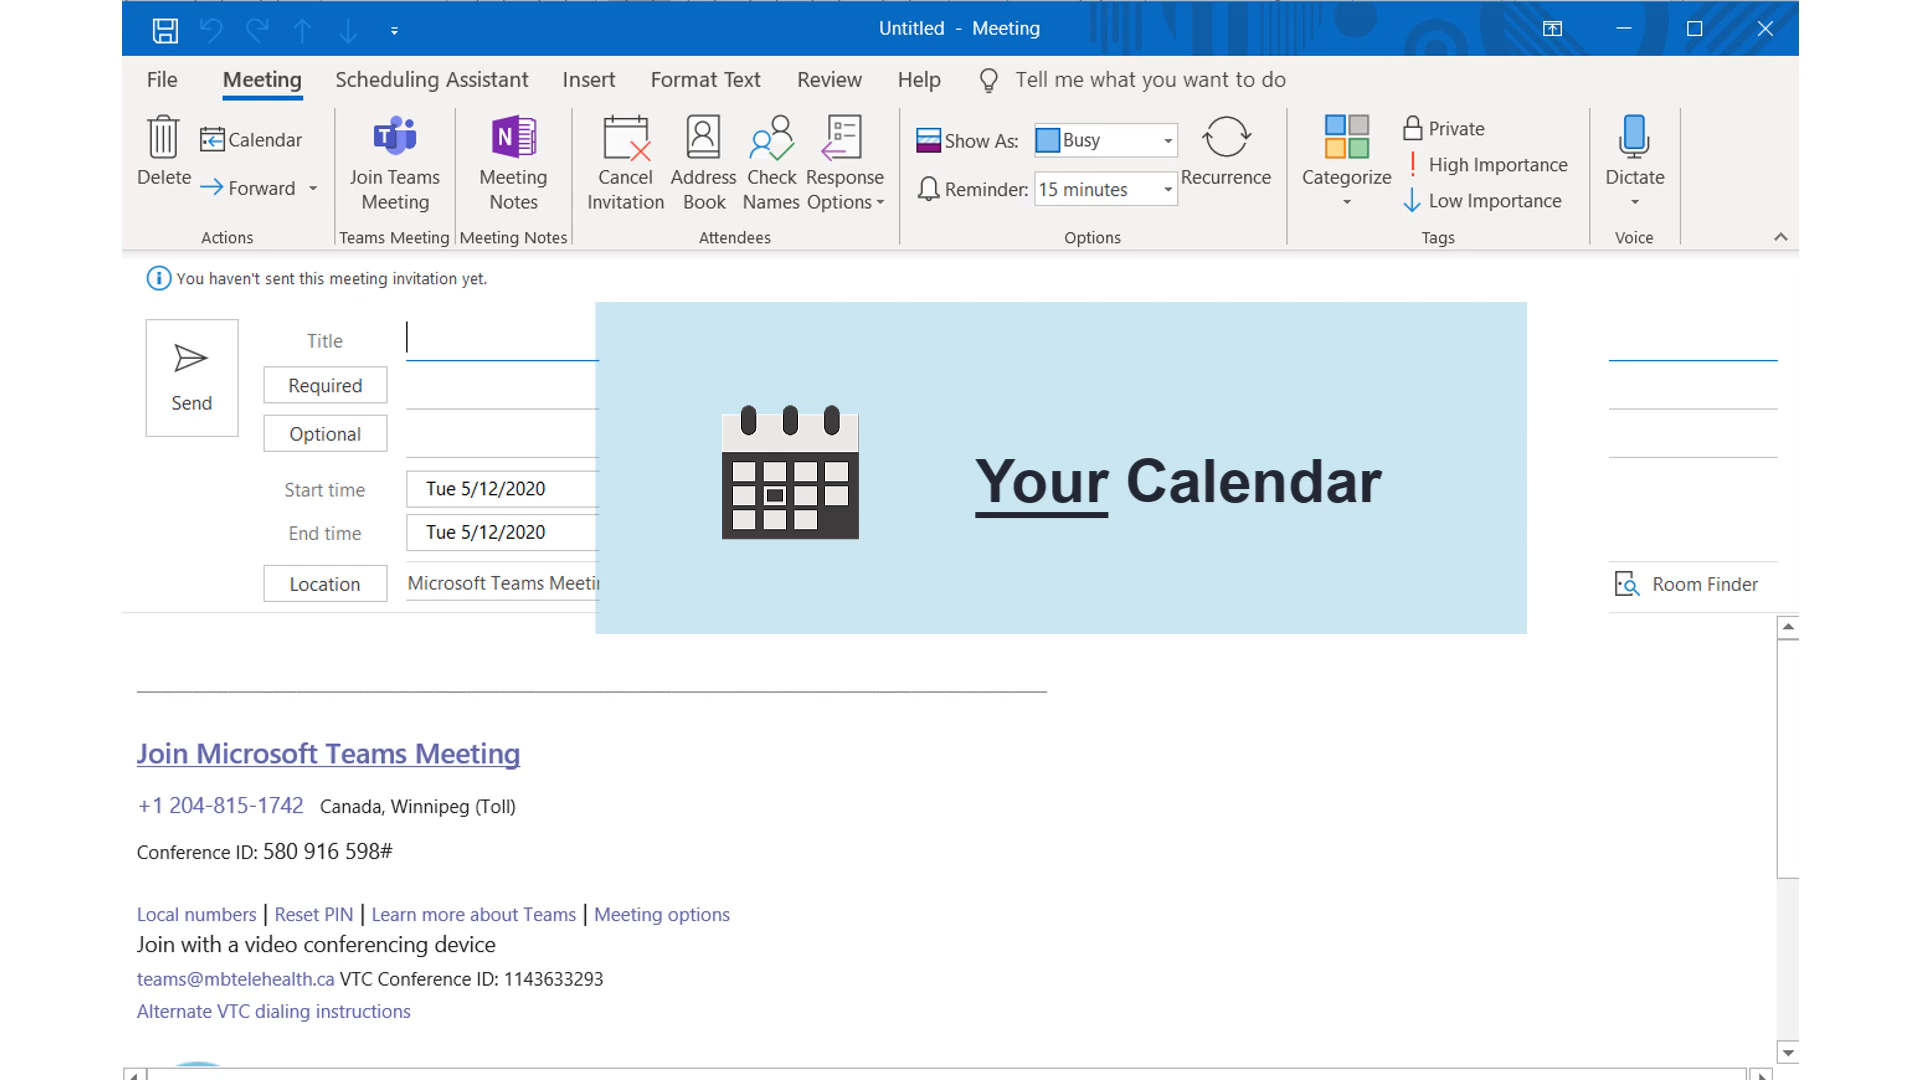 Untitled - Meeting
File Meeting Scheduling Assistant Insert Format Text Review Help Tell me what you want to do
Delete
Calendar
Forward
Actions
Join Teams
Meeting
Teams Meeting
Meeting
Notes
Meeting Notes
Cancel
Invitation
Address
Book
Check
Names
Response
Options
Attendees
Show As: Busy
Reminder: 15 minutes
Recurrence
Options
Categorize
Private
High Importance
Low Importance
Tags
Dictate
Voice
You haven't sent this meeting invitation yet.
Send
Title
Required
Optional
Start time Tue 5/12/2020
End time Tue 5/12/2020
Location Microsoft Teams
Your Calendar
Room Finder
Join Microsoft Teams Meeting
+1 204-815-1742 Canada, Winnipeg (Toll)
Conference ID: 580 916 598#
Local numbers | Reset PIN | Learn more about Teams | Meeting options
Join with a video conferencing device
teams@mbtelehealth.ca VTC Conference ID: 1143633293
Alternate VTC dialing instructions